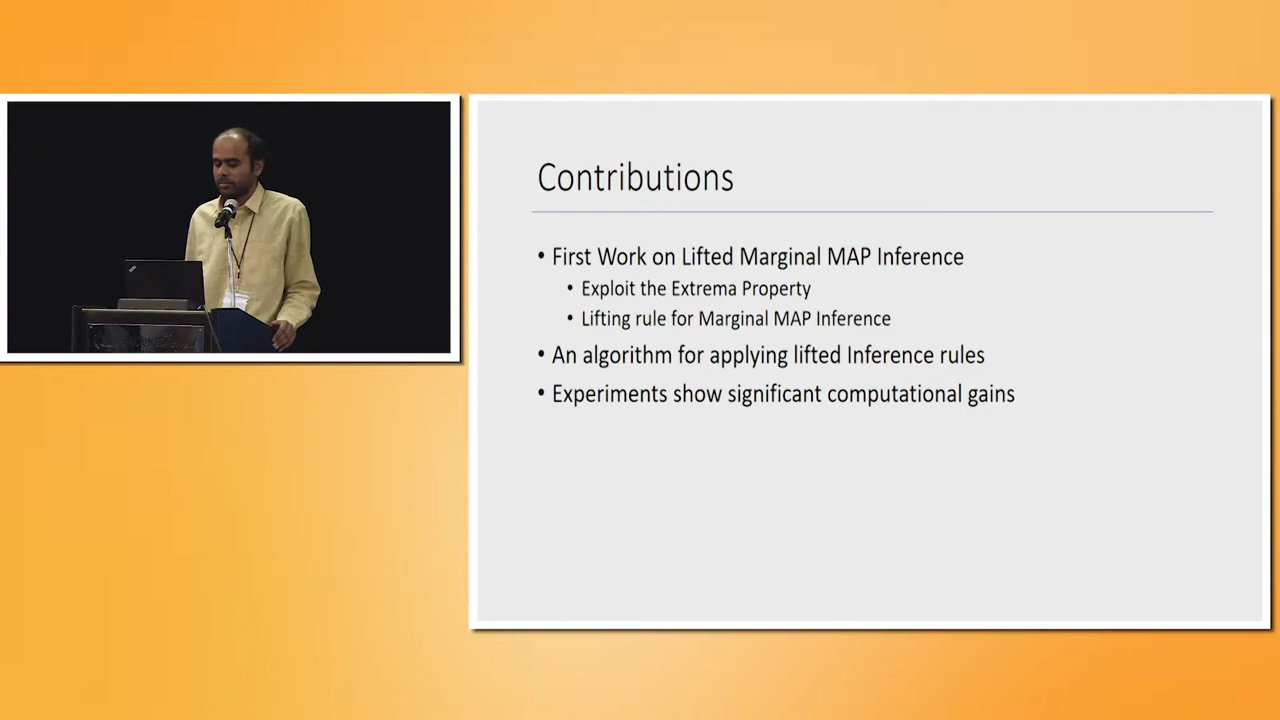 Contributions
• First Work on Lifted Marginal MAP Inference
• Exploit the Extrema Property
• Lifting rule for Marginal MAP Inference
• An algorithm for applying lifted Inference rules
• Experiments show significant computational gains